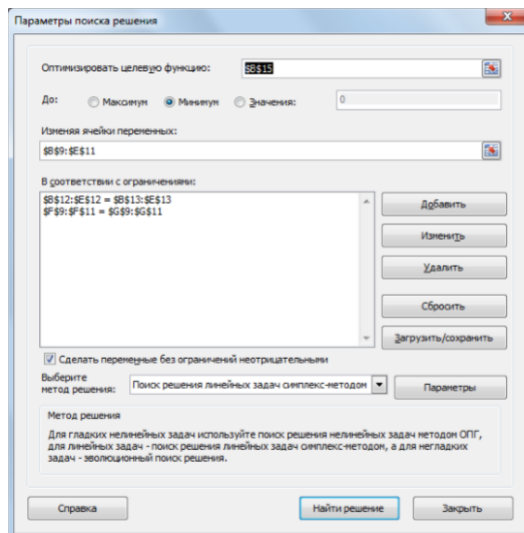 Параметры поиска решения
Оптимизировать целевую функцию:
$B$15
До:
Максимум
Минимум
Значения:
0
Изменяя ячейки переменных:
$B$9:$E$11
В соответствии с ограничениями:
$B$12:$E$12 = $B$13:$E$13
$F$9:$F$11 = $G$9:$G$11
Добавить
Изменить
Удалить
Сбросить
Загрузить/сохранить
Сделать переменные без ограничений неотрицательными
Выберите
метод решения:
Поиск решения линейных задач симплекс-методом
Параметры
Метод решения
Для гладких нелинейных задач используйте поиск решения нелинейных задач методом ОПГ,
для линейных задач - поиск решения линейных задач симплекс-методом, а для негладких
задач - эволюционный поиск решения.
Справка
Найти решение
Закрыть